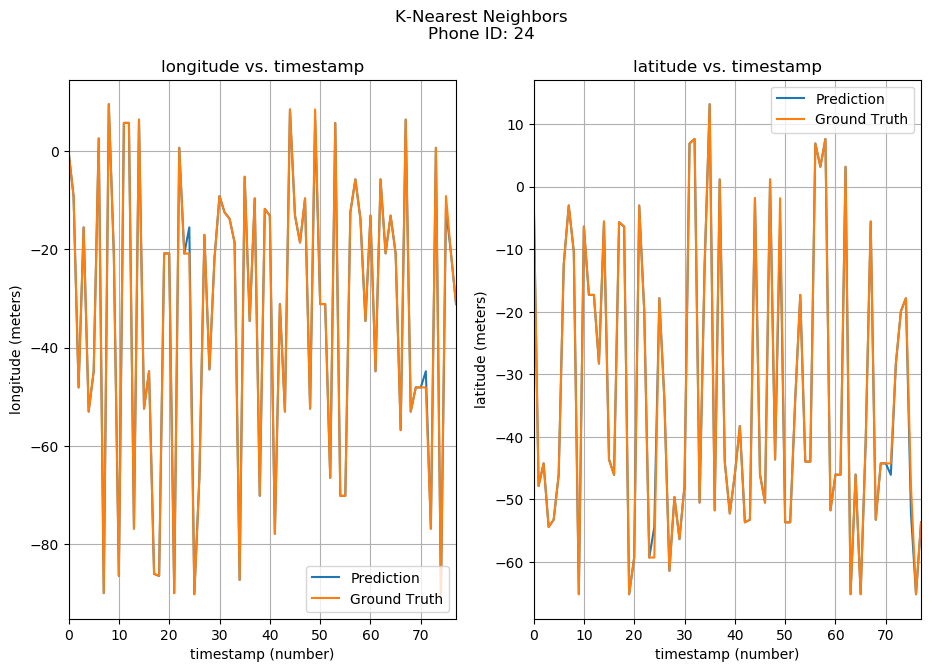 K-Nearest Neighbors
Phone ID: 24
longitude vs. timestamp
longitude (meters)
0
−20
−40
−60
−80
0 10 20 30 40 50 60 70
timestamp (number)
Prediction
Ground Truth
latitude vs. timestamp
latitude (meters)
10
0
−10
−20
−30
−40
−50
−60
0 10 20 30 40 50 60 70
timestamp (number)
Prediction
Ground Truth